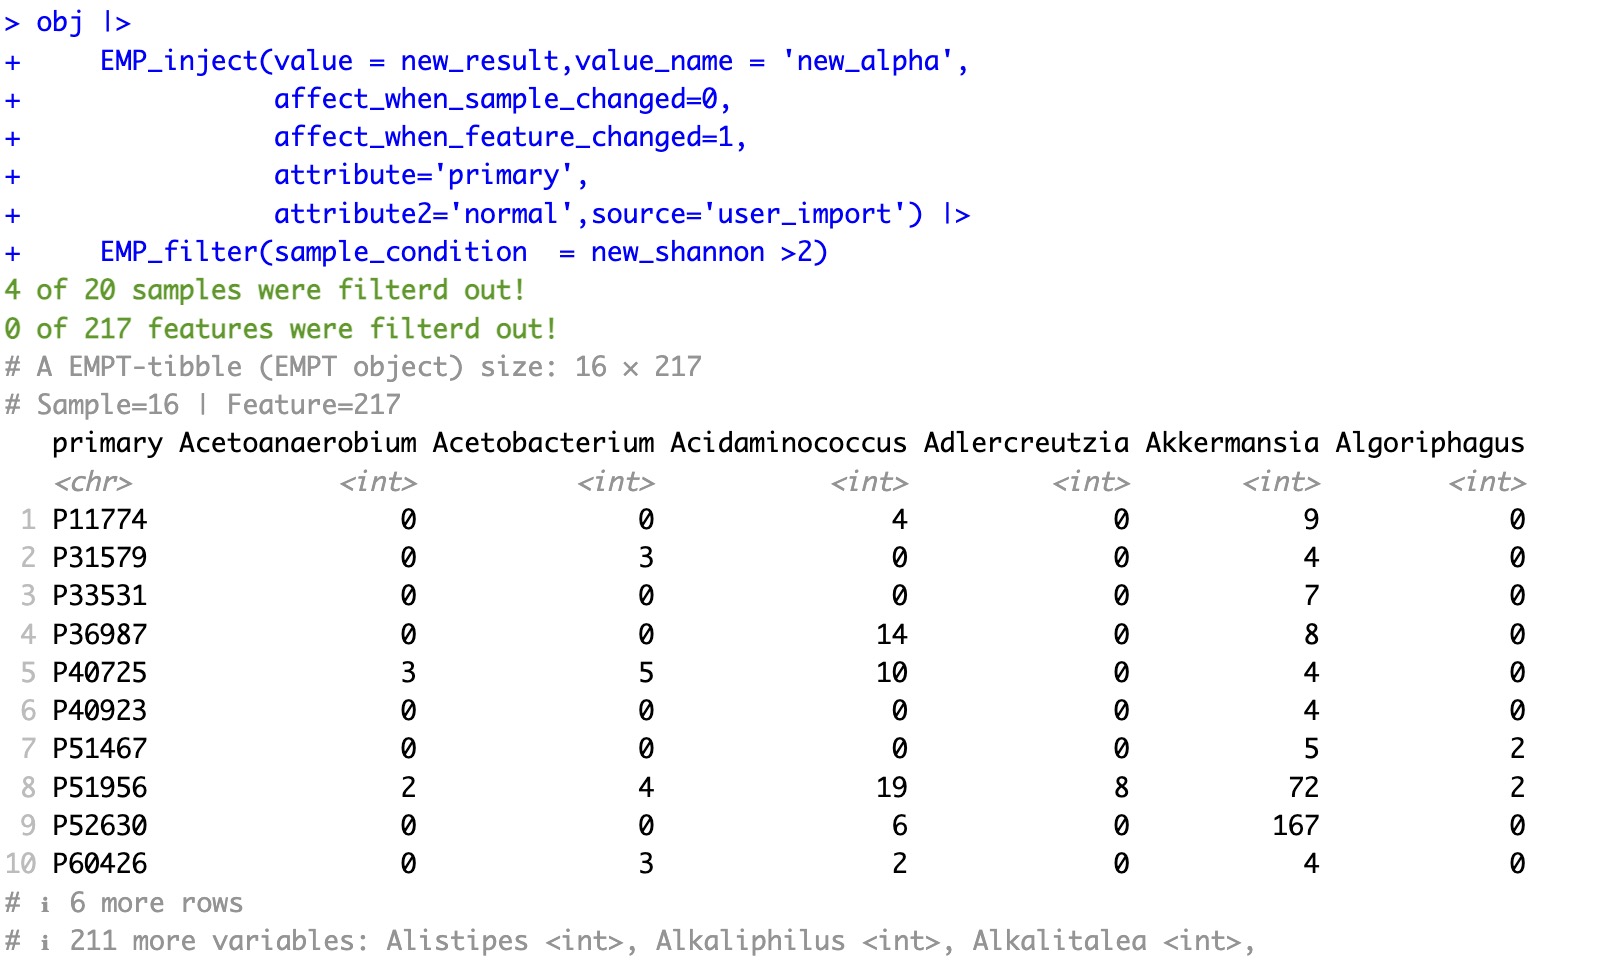 > obj |>
+     EMP_inject(value = new_result,value_name = 'new_alpha',
+                affect_when_sample_changed=0,
+                affect_when_feature_changed=1,
+                attribute='primary',
+                attribute2='normal',source='user_import') |>
+     EMP_filter(sample_condition  = new_shannon >2)
4 of 20 samples were filterd out!
0 of 217 features were filterd out!
# A EMPT-tibble (EMPT object) size: 16 × 217
# Sample=16 | Feature=217
   primary Acetoanaerobium Acetobacterium Acidaminococcus Adlercreutzia Akkermansia Algoriphagus
   <chr>             <int>          <int>           <int>         <int>       <int>        <int>
 1 P11774                0              0               4             0           9            0
 2 P31579                0              3               0             0           4            0
 3 P33531                0              0               0             0           7            0
 4 P36987                0              0              14             0           8            0
 5 P40725                3              5              10             0           4            0
 6 P40923                0              0               0             0           4            0
 7 P51467                0              0               0             0           5            2
 8 P51956                2              4              19             8          72            2
 9 P52630                0              0               6             0         167            0
10 P60426                0              3               2             0           4            0
# ℹ 6 more rows
# ℹ 211 more variables: Alistipes <int>, Alkaliphilus <int>, Alkalitalea <int>,